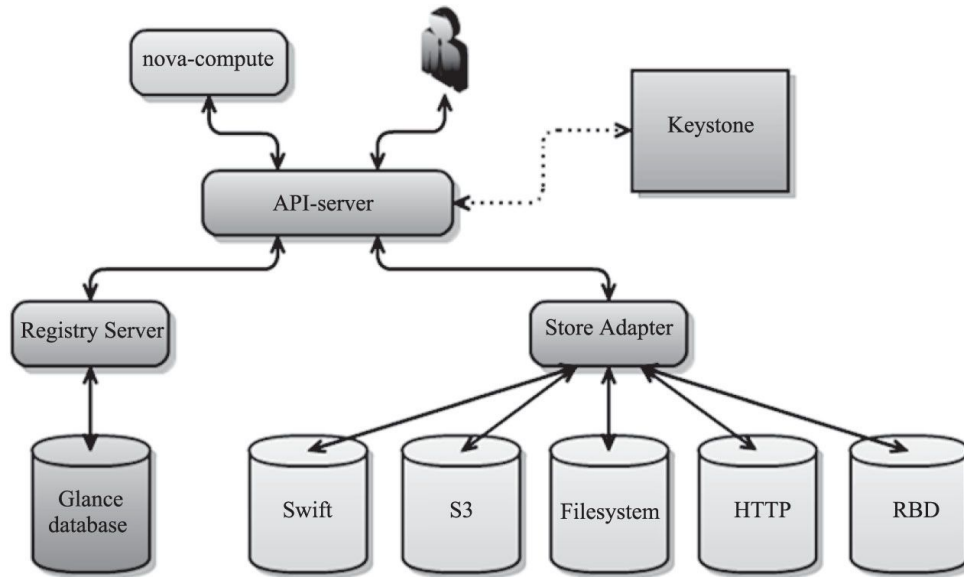 nova-compute
Keystone
API-server
Registry Server
Store Adapter
Glance
database
Swift
S3
Filesystem
HTTP
RBD